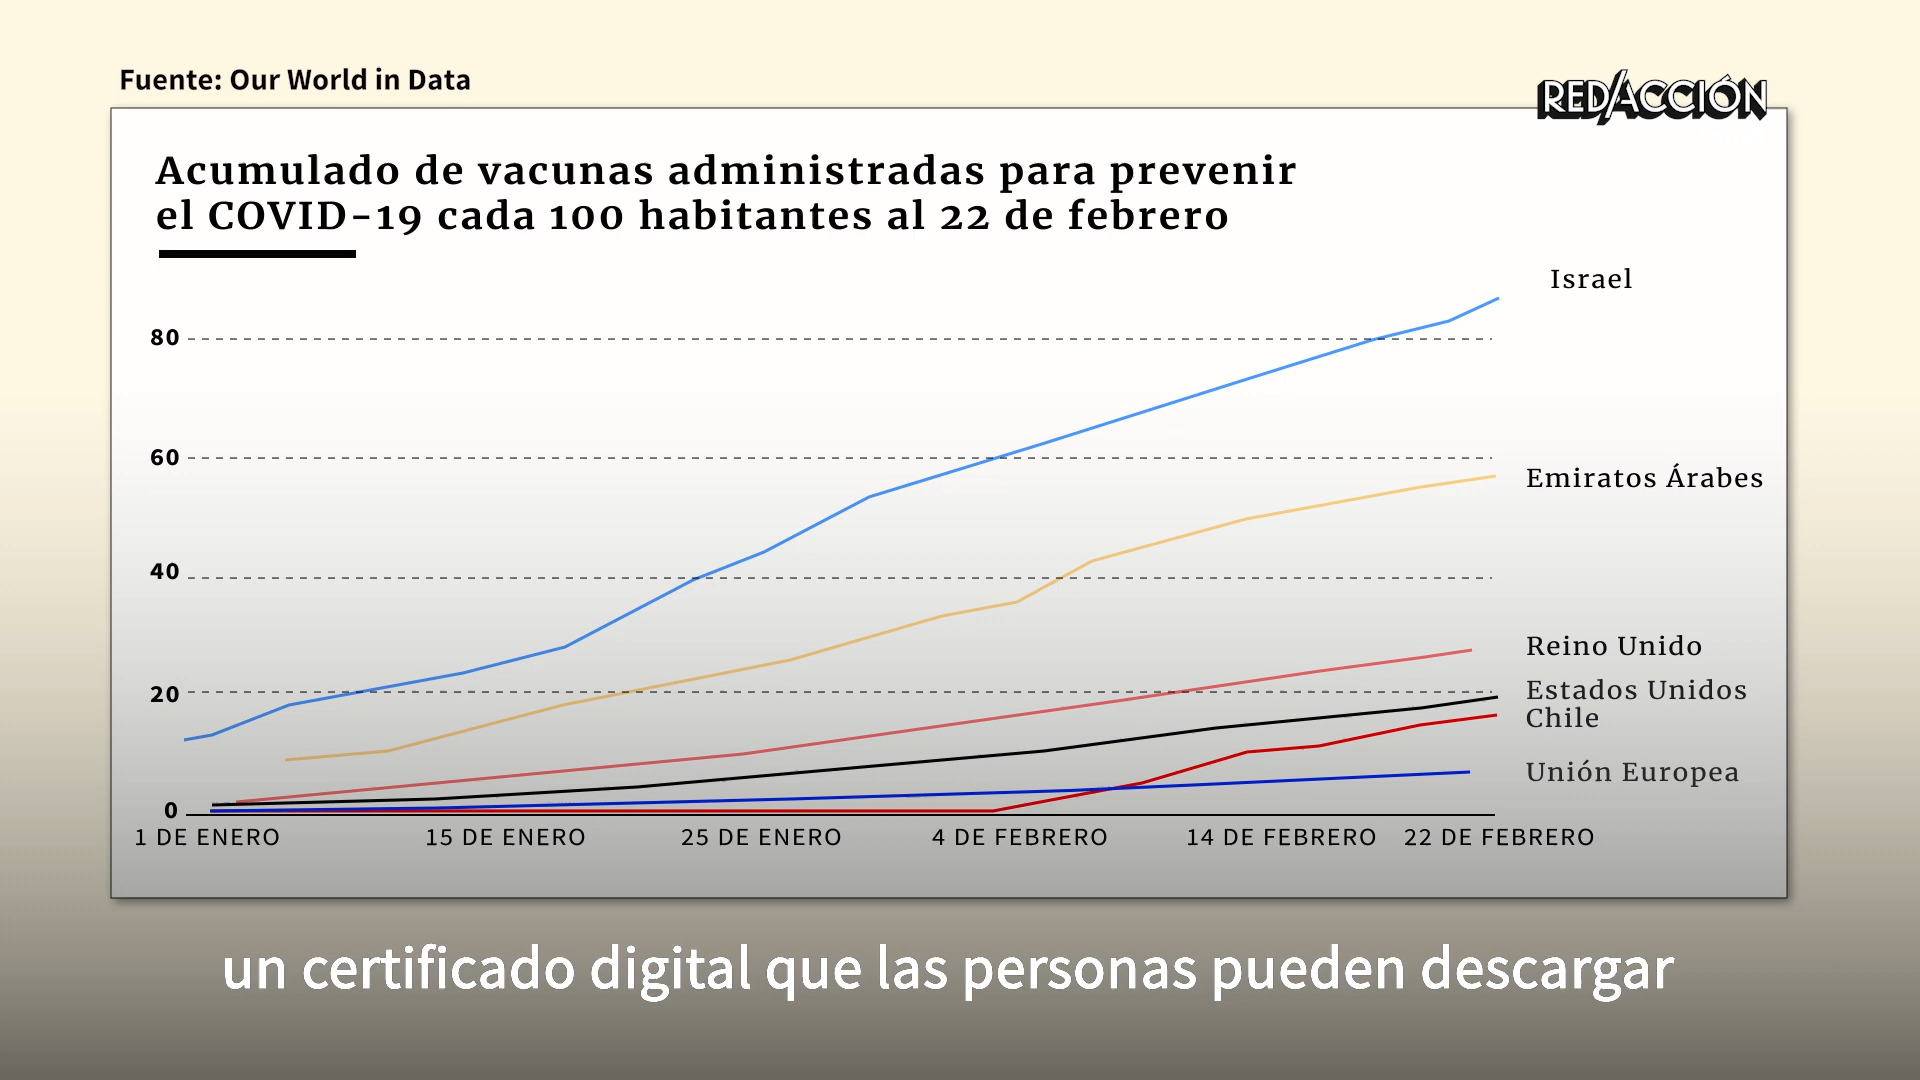 Fuente: Our World in Data
RED/ACCIÓN
Acumulado de vacunas administradas para prevenir
el COVID-19 cada 100 habitantes al 22 de febrero
Israel
80
60
Emiratos Árabes
40
Reino Unido
20
Estados Unidos
Chile
Unión Europea
0
1 DE ENERO 15 DE ENERO 25 DE ENERO 4 DE FEBRERO 14 DE FEBRERO 22 DE FEBRERO
un certificado digital que las personas pueden descargar